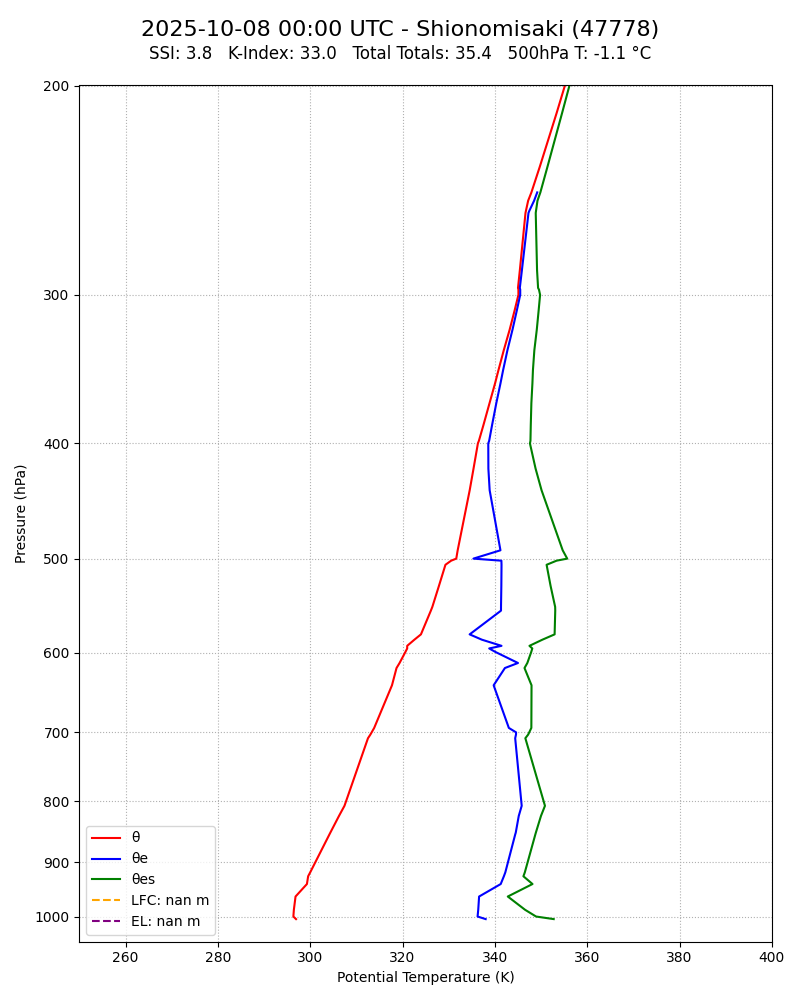 2025-10-08 00:00 UTC - Shionomisaki (47778)
SSI: 3.8   K-Index: 33.0   Total Totals: 35.4   500hPa T: -1.1 °C
200
300
400
500
600
700
800
900
1000
Pressure (hPa)
θ
θe
θes
LFC: nan m
EL: nan m
260 280 300 320 340 360 380 400
Potential Temperature (K)